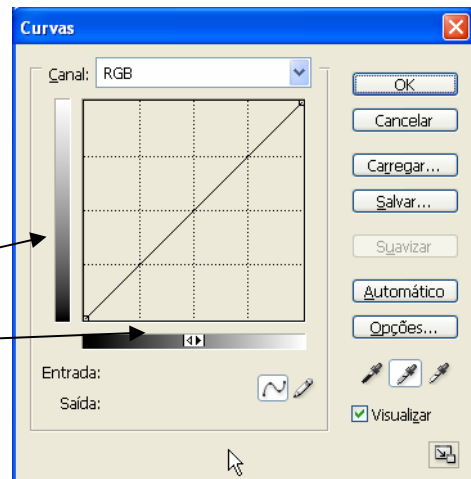 Curvas
Canal: RGB
OK
Cancelar
Carregar...
Salvar...
Suavizar
Automático
Opções...
Entrada:
Saída:
Visualizar